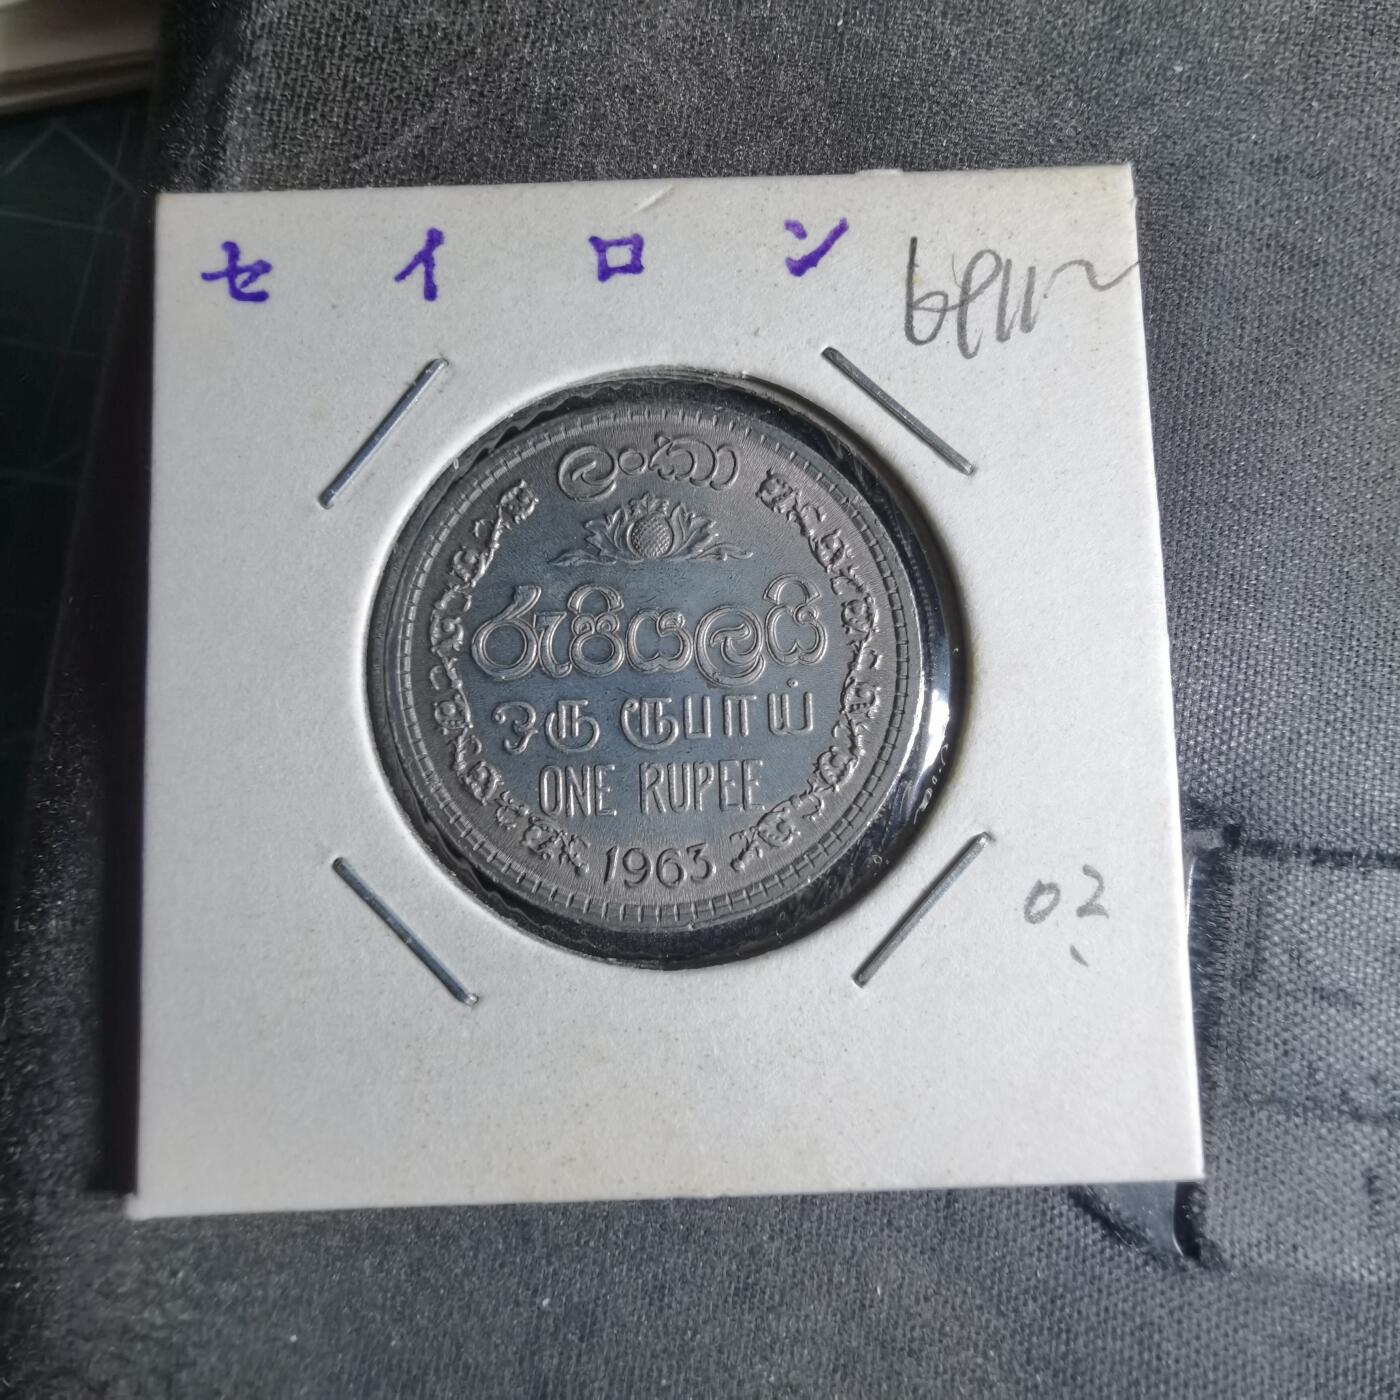 セイロン
ලංකා
රුපියලයි
ஒரு ரூபாய்
ONE RUPEE
1963
02